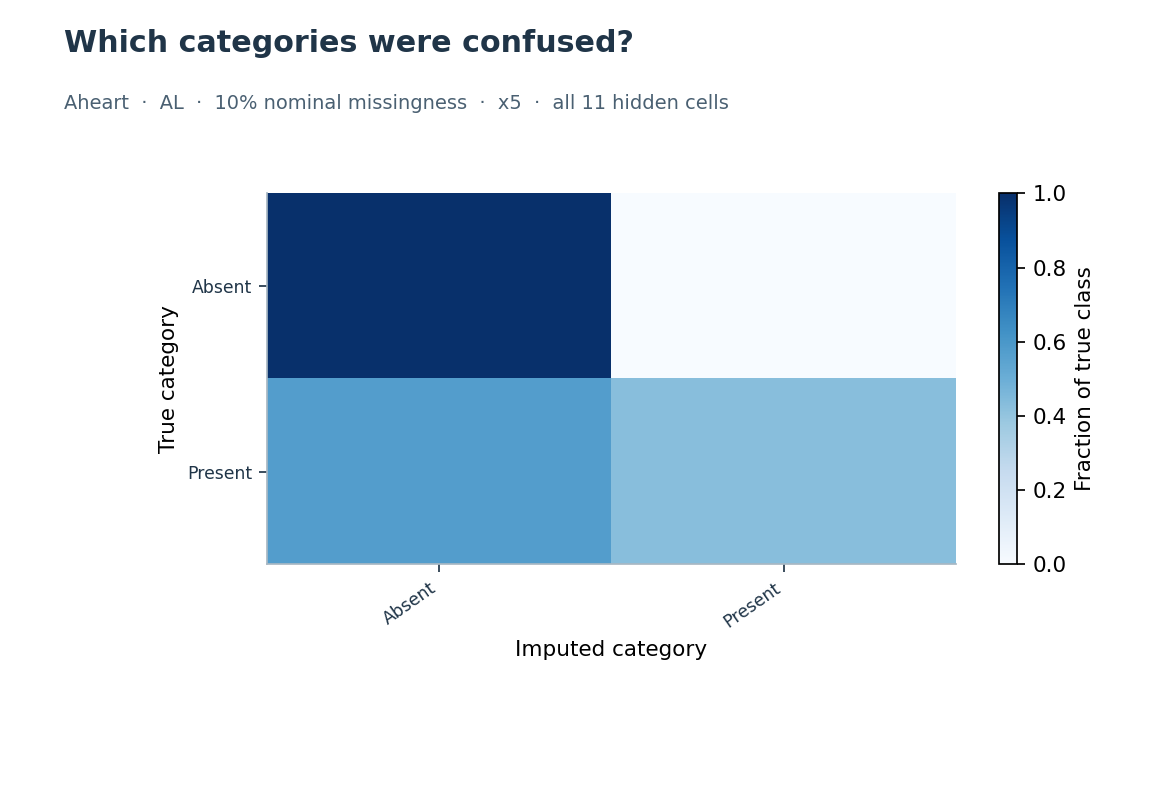 Which categories were confused?
Aheart · AL · 10% nominal missingness · x5 · all 11 hidden cells
True category
Absent
Present
Absent
Present
Imputed category
1.0
0.8
0.6
0.4
0.2
0.0
Fraction of true class